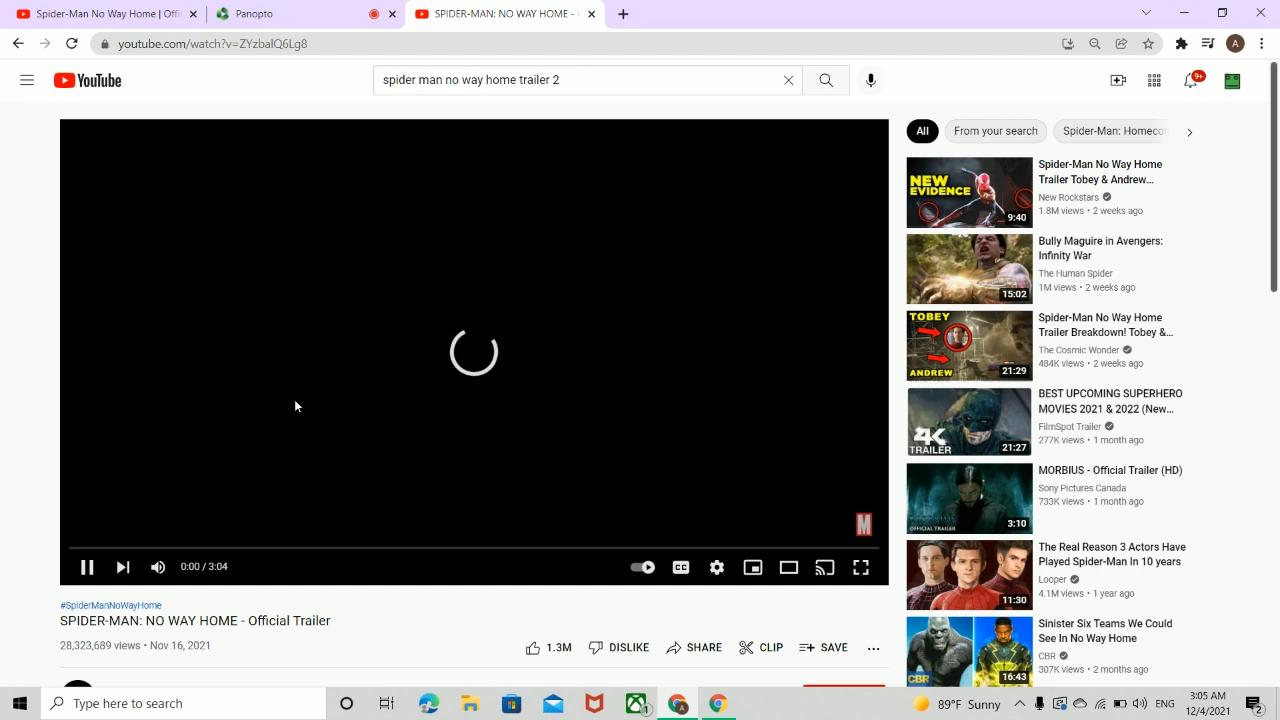 Spider-Man No Way Home | Offi
Panopto
SPIDER-MAN: NO WAY HOME -
youtube.com/watch?v=ZYzbalQ6Lg8
A
YouTube
spider man no way home trailer 2
9+
All
From your search
Spider-Man: Homecor
NEW EVIDENCE
9:40
Spider-Man No Way Home
Trailer Tobey & Andrew...
New Rockstars
1.8M views • 2 weeks ago
15:02
Bully Maguire in Avengers:
Infinity War
The Human Spider
1M views • 2 weeks ago
TOBEY
ANDREW
21:29
Spider-Man No Way Home
Trailer Breakdown! Tobey &...
The Cosmic Wonder
484K views • 2 weeks ago
4K
TRAILER
21:27
BEST UPCOMING SUPERHERO
MOVIES 2021 & 2022 (New...
FilmSpot Trailer
277K views • 1 month ago
OFFICIAL TRAILER
3:10
MORBIUS - Official Trailer (HD)
Sony Pictures Canada
733K views • 1 month ago
11:30
The Real Reason 3 Actors Have
Played Spider-Man In 10 years
Looper
4.1M views • 1 year ago
CBR
16:43
Sinister Six Teams We Could
See In No Way Home
CBR
307K views • 2 months ago
M
0:00 / 3:04
CC
#SpiderManNoWayHome
SPIDER-MAN: NO WAY HOME - Official Trailer
28,323,689 views • Nov 16, 2021
1.3M
DISLIKE
SHARE
CLIP
SAVE
Type here to search
1
89°F Sunny
ENG
3:05 AM
12/4/2021
2